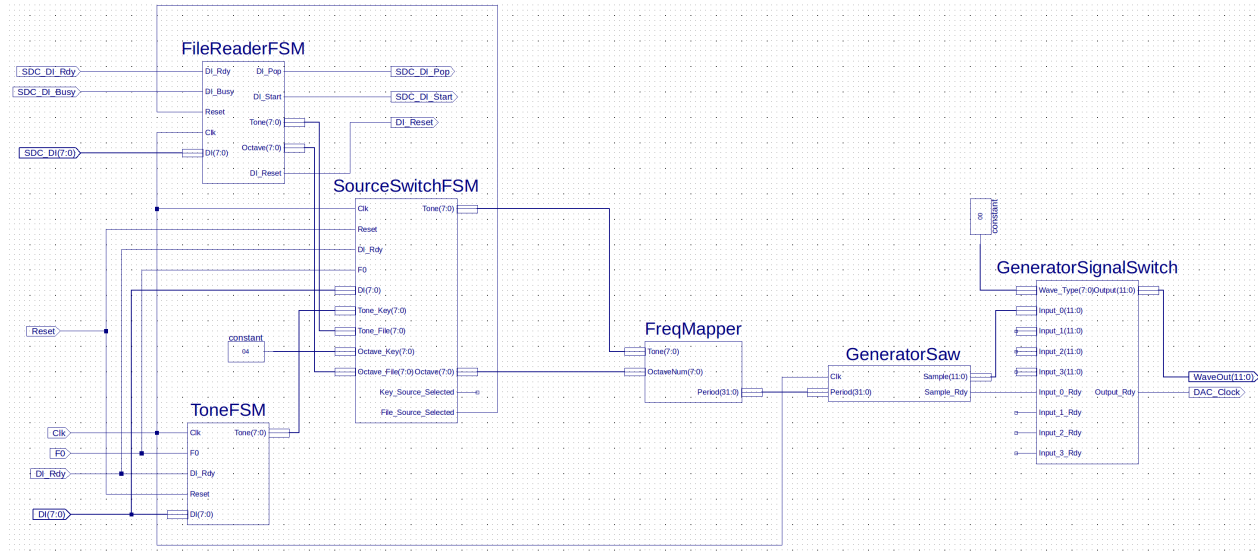 FileReaderFSM
SDC_DI_Rdy
DI_Rdy
DI_Pop
SDC_DI_Pop
SDC_DI_Busy
DI_Busy
DI_Start
SDC_DI_Start
Reset
Tone(7:0)
DI_Reset
Clk
SDC_DI(7:0)
DI(7:0)
Octave(7:0)
DI_Reset
SourceSwitchFSM
Clk
Tone(7:0)
Reset
DI_Rdy
F0
DI(7:0)
Tone_Key(7:0)
Tone_File(7:0)
Octave_Key(7:0)
Octave_File(7:0)
Octave(7:0)
Key_Source_Selected
File_Source_Selected
Reset
constant
04
ToneFSM
Clk
Clk
Tone(7:0)
F0
F0
DI_Rdy
DI_Rdy
Reset
DI(7:0)
DI(7:0)
FreqMapper
Tone(7:0)
OctaveNum(7:0)
Period(31:0)
GeneratorSaw
Clk
Sample(11:0)
Period(31:0)
Sample_Rdy
00
constant
GeneratorSignalSwitch
Wave_Type(7:0)
Output(11:0)
Input_0(11:0)
Input_1(11:0)
Input_2(11:0)
Input_3(11:0)
Input_0_Rdy
Output_Rdy
Input_1_Rdy
Input_2_Rdy
Input_3_Rdy
WaveOut(11:0)
DAC_Clock